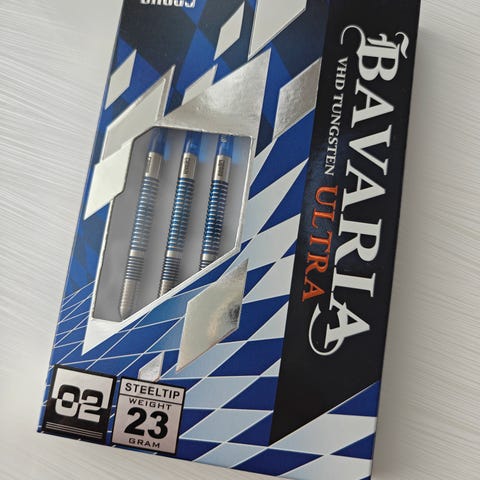 BAVARIA
VHD TUNGSTEN ULTRA
02
STEELTIP
WEIGHT
23
GRAM